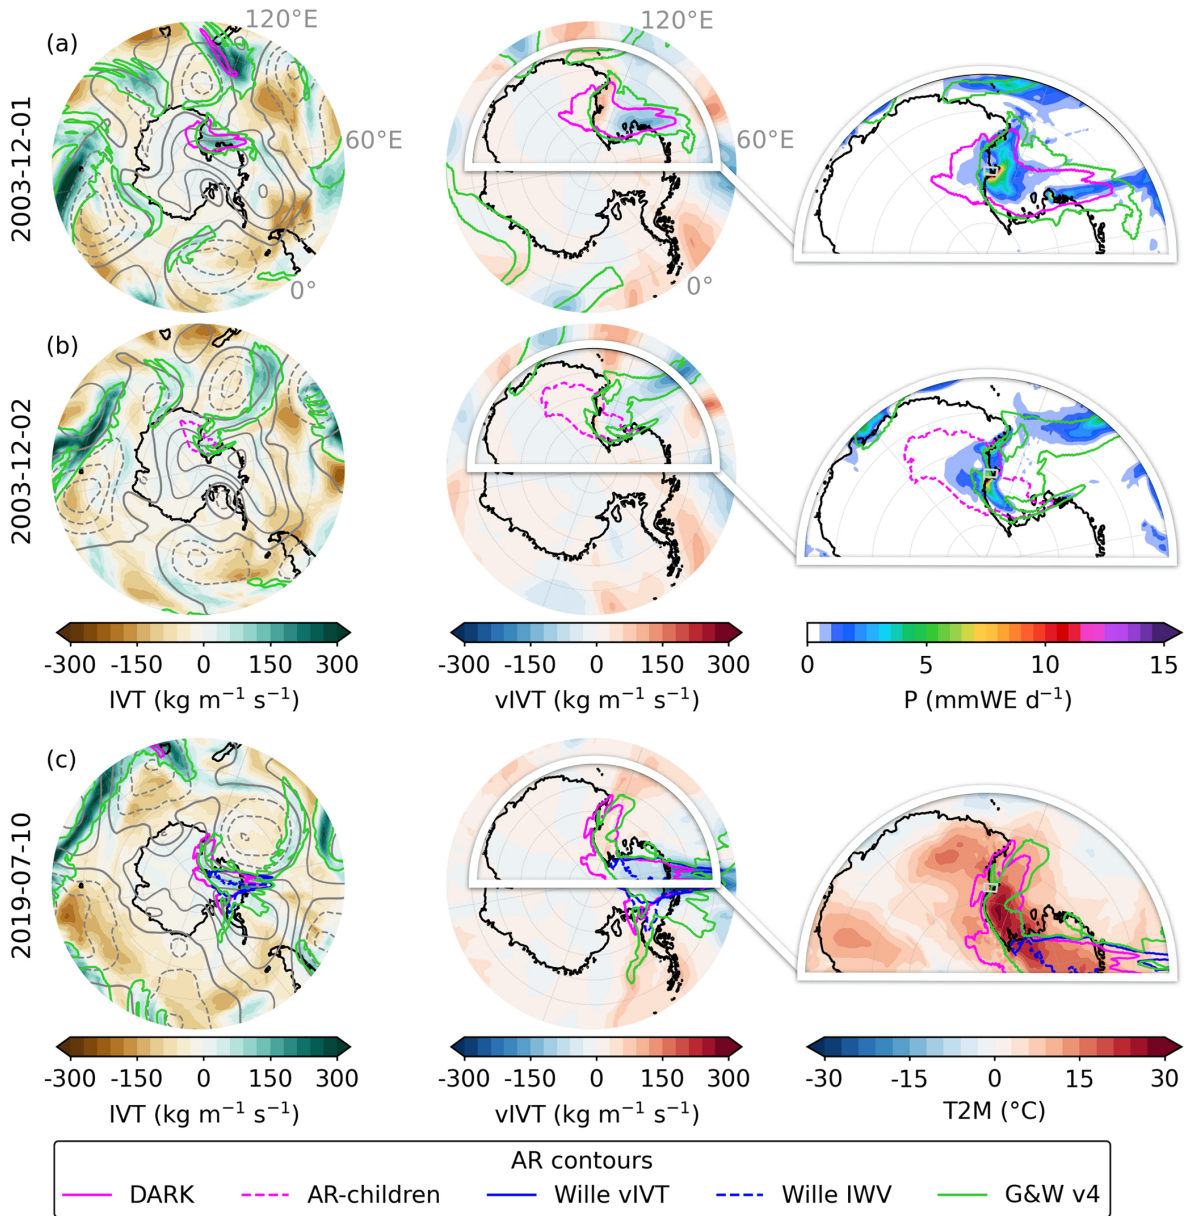 (a)
120°E
120°E
60°E
60°E
0°
0°
2003-12-01
(b)
2003-12-02
-300 -150 0 150 300
IVT (kg m⁻¹ s⁻¹)
-300 -150 0 150 300
vIVT (kg m⁻¹ s⁻¹)
0 5 10 15
P (mmWE d⁻¹)
(c)
2019-07-10
-300 -150 0 150 300
IVT (kg m⁻¹ s⁻¹)
-300 -150 0 150 300
vIVT (kg m⁻¹ s⁻¹)
-30 -15 0 15 30
T2M (°C)
AR contours
DARK AR-children Wille vIVT Wille IWV G&W v4